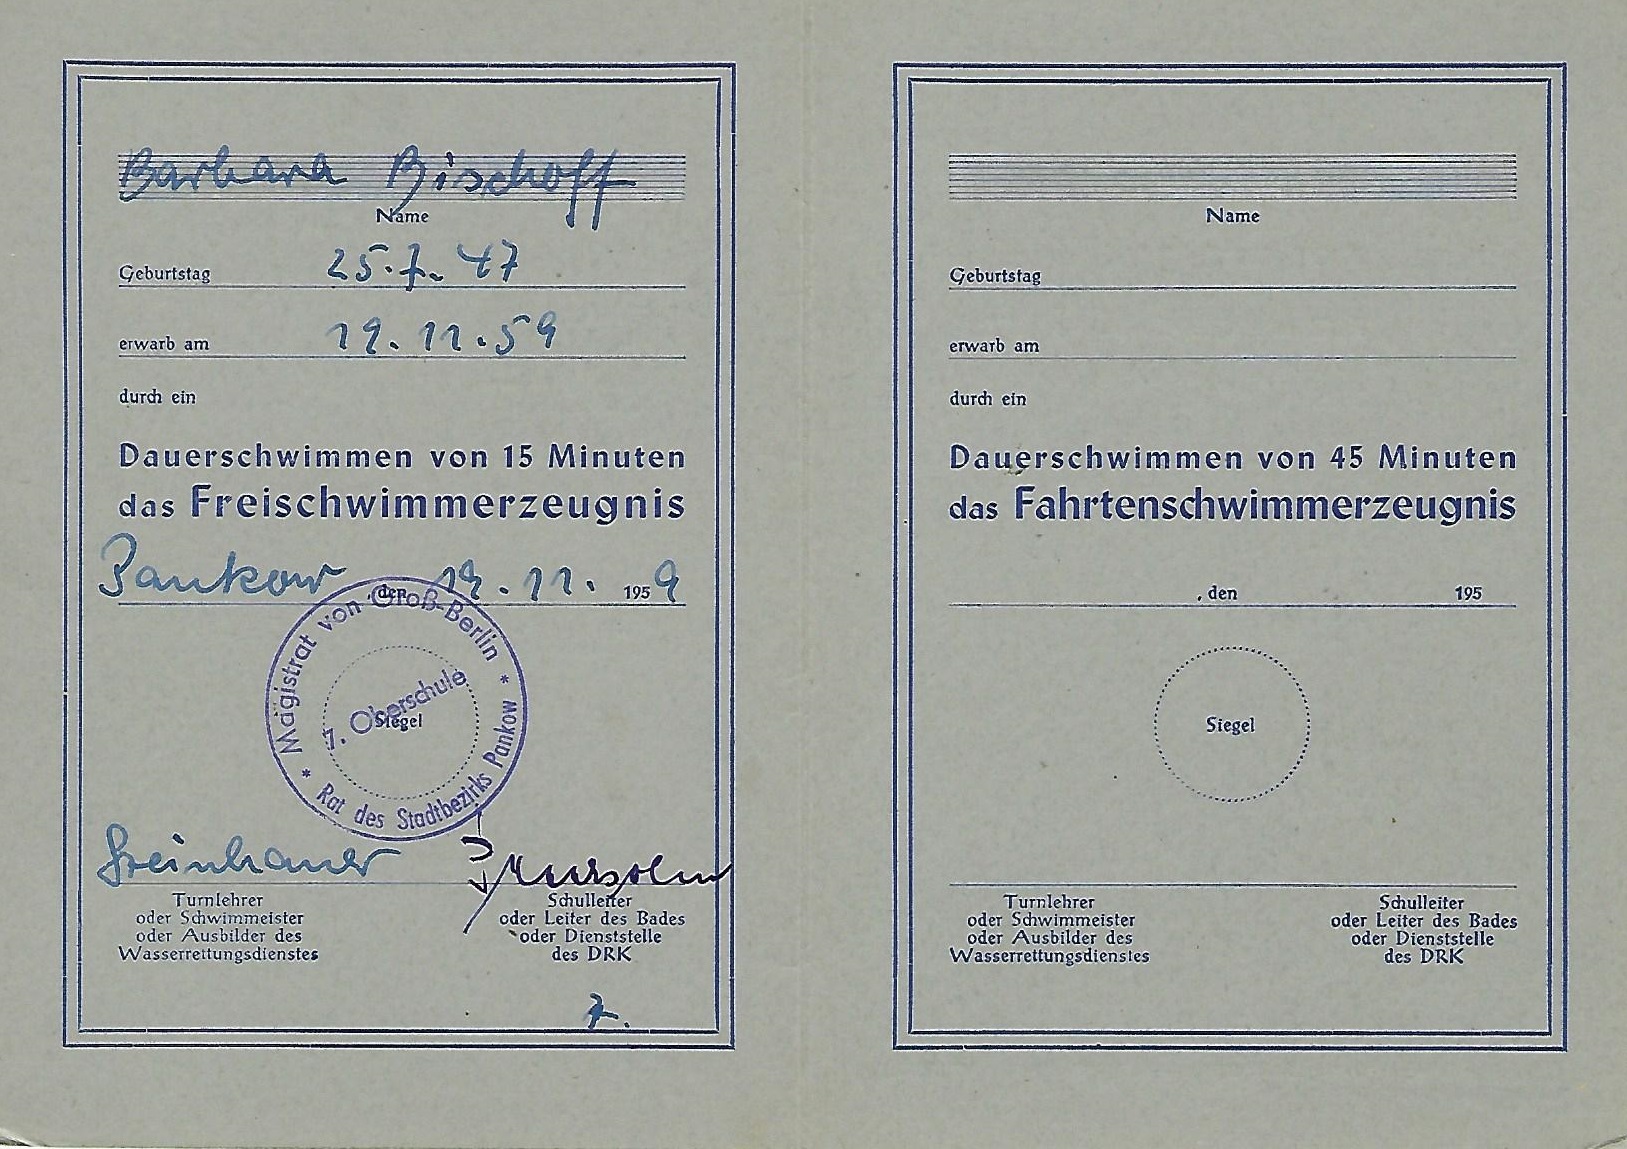 Barbara Bischoff
Name
Geburtstag 25.7.47
erwarb am 19.11.59
durch ein
Dauerschwimmen von 15 Minuten
das Freischwimmerzeugnis
Pankow den 19.11. 1959
Magistrat von Groß-Berlin
7. Oberschule
Siegel
* Rat des Stadtbezirks Pankow *
Turnlehrer
oder Schwimmeister
oder Ausbilder des
Wasserrettungsdienstes
Schulleiter
oder Leiter des Bades
oder Dienststelle
des DRK
7.
Name
Geburtstag
erwarb am
durch ein
Dauerschwimmen von 45 Minuten
das Fahrtenschwimmerzeugnis
, den 195
Siegel
Turnlehrer
oder Schwimmeister
oder Ausbilder des
Wasserrettungsdienstes
Schulleiter
oder Leiter des Bades
oder Dienststelle
des DRK